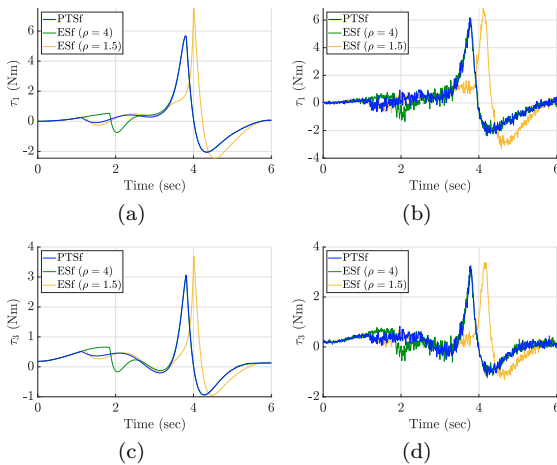 PTSf
ESf (ρ = 4)
ESf (ρ = 1.5)
τ1 (Nm)
6
4
2
0
-2
0 2 4 6
Time (sec)
(a)
PTSf
ESf (ρ = 4)
ESf (ρ = 1.5)
τ1 (Nm)
6
4
2
0
-2
-4
0 2 4 6
Time (sec)
(b)
PTSf
ESf (ρ = 4)
ESf (ρ = 1.5)
τ3 (Nm)
4
3
2
1
0
-1
0 2 4 6
Time (sec)
(c)
PTSf
ESf (ρ = 4)
ESf (ρ = 1.5)
τ3 (Nm)
4
2
0
-2
0 2 4 6
Time (sec)
(d)